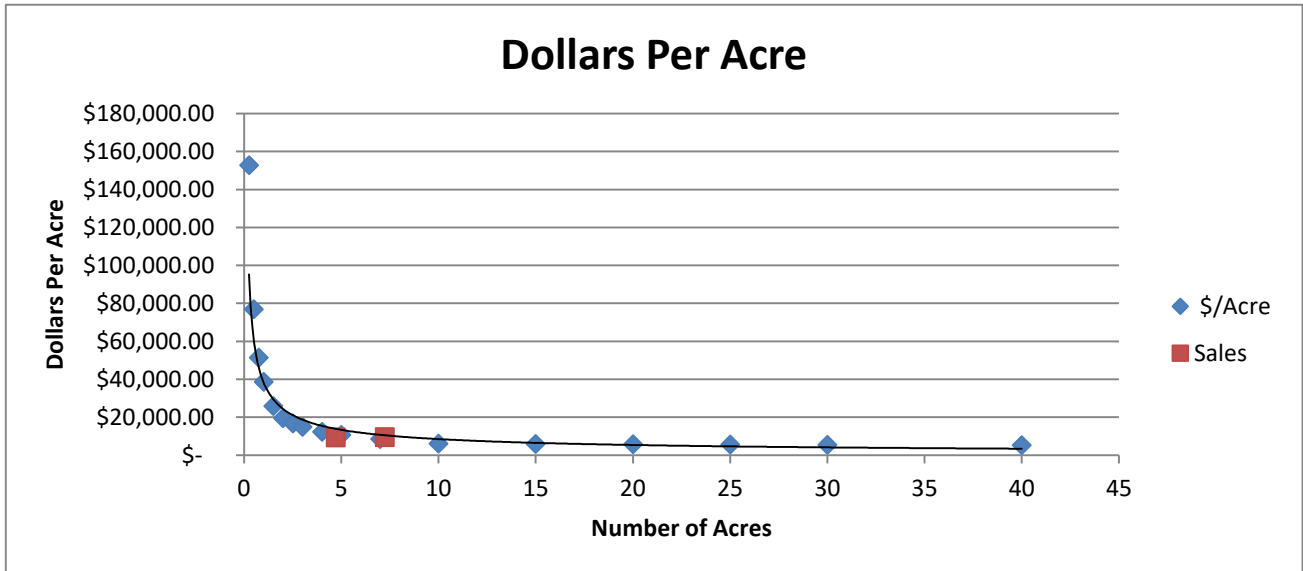 Dollars Per Acre
Dollars Per Acre
$180,000.00
$160,000.00
$140,000.00
$120,000.00
$100,000.00
$80,000.00
$60,000.00
$40,000.00
$20,000.00
$-
0 5 10 15 20 25 30 35 40 45
Number of Acres
$/Acre
Sales